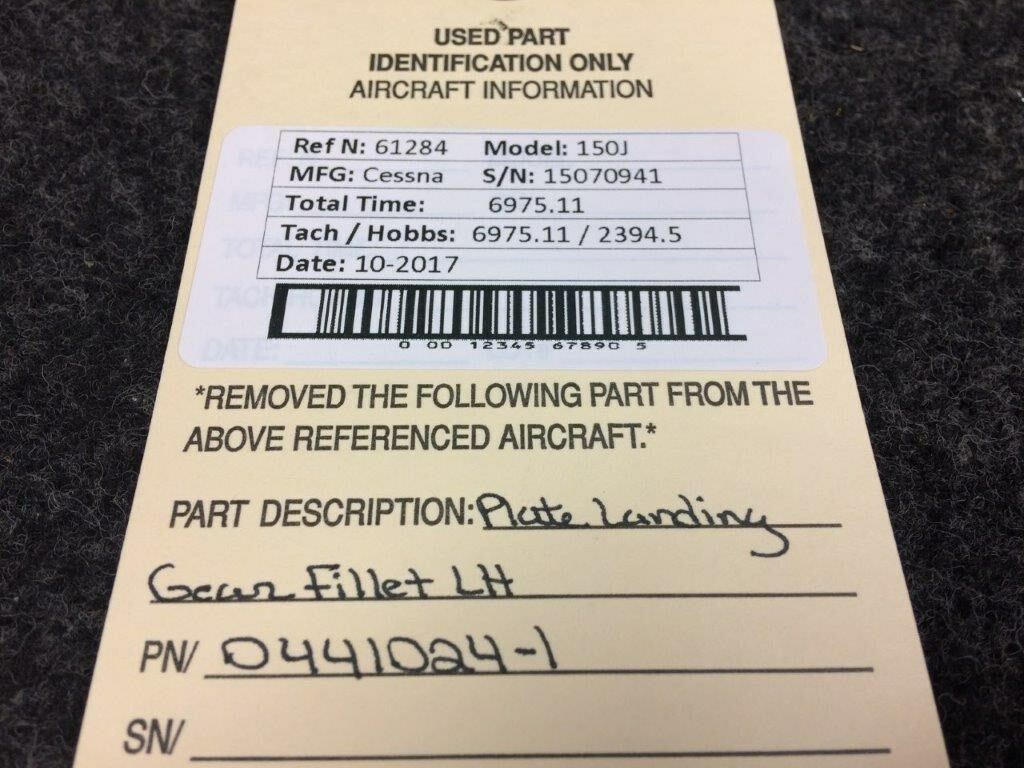 USED PART
IDENTIFICATION ONLY
AIRCRAFT INFORMATION
Ref N: 61284 Model: 150J
MFG: Cessna S/N: 15070941
Total Time: 6975.11
Tach / Hobbs: 6975.11 / 2394.5
Date: 10-2017
0 00 12345 67890 5
*REMOVED THE FOLLOWING PART FROM THE
ABOVE REFERENCED AIRCRAFT.*
PART DESCRIPTION: Plate Landing
Gear Fillet LH
PN/ 0441024-1
SN/